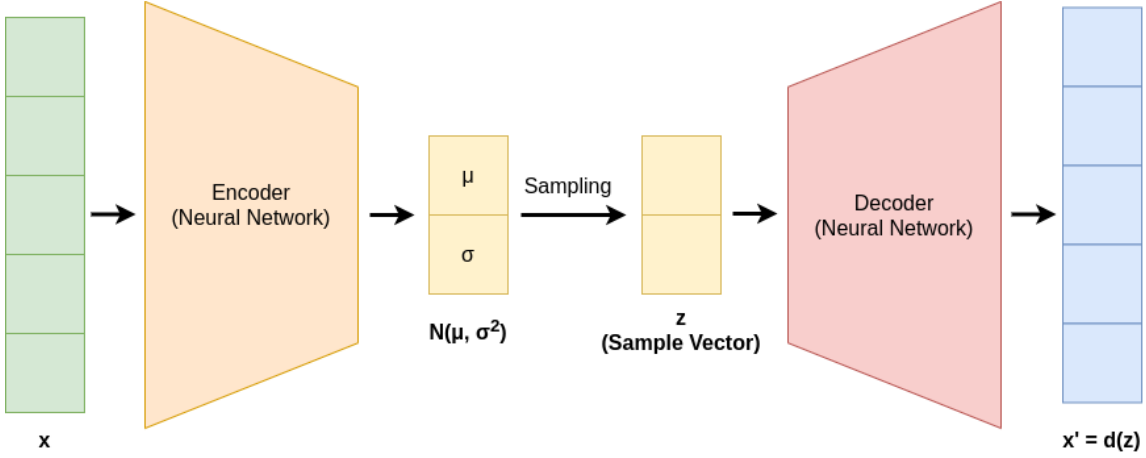 Encoder
(Neural Network)
μ
σ
Sampling
Decoder
(Neural Network)
N(μ, σ²)
z
(Sample Vector)
x
x' = d(z)